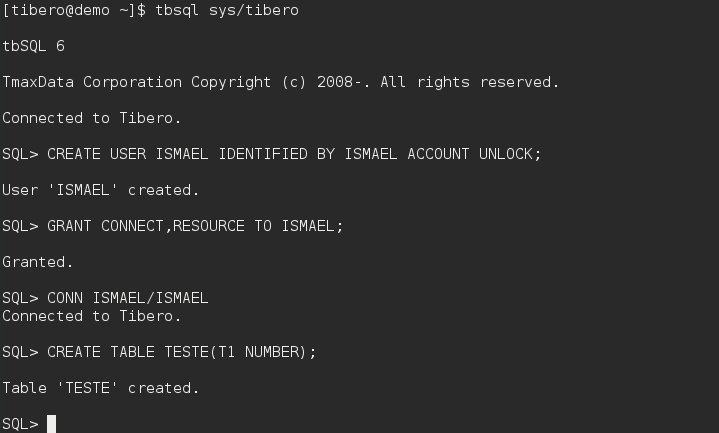 [tibero@demo ~]$ tbsql sys/tibero
tbSQL 6
TmaxData Corporation Copyright (c) 2008-. All rights reserved.
Connected to Tibero.
SQL> CREATE USER ISMAEL IDENTIFIED BY ISMAEL ACCOUNT UNLOCK;
User 'ISMAEL' created.
SQL> GRANT CONNECT,RESOURCE TO ISMAEL;
Granted.
SQL> CONN ISMAEL/ISMAEL
Connected to Tibero.
SQL> CREATE TABLE TESTE(T1 NUMBER);
Table 'TESTE' created.
SQL>